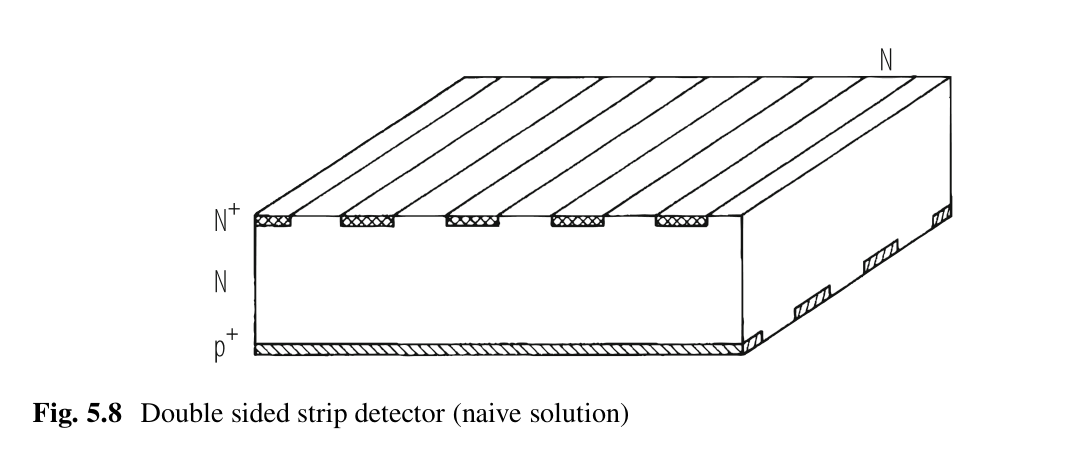 N
N+
N
p+
Fig. 5.8 Double sided strip detector (naive solution)